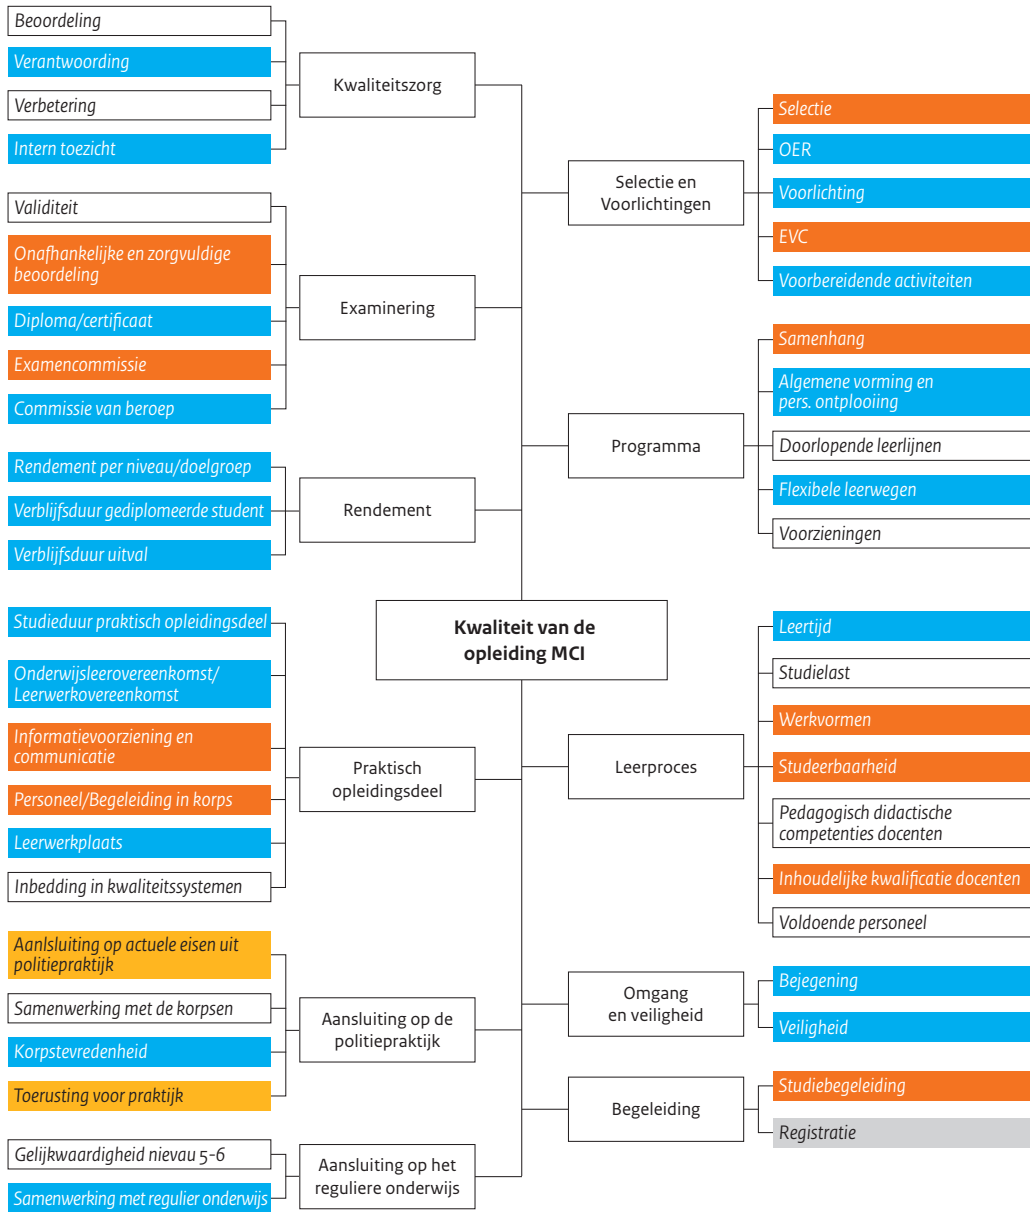 Beoordeling
Verantwoording
Verbetering
Intern toezicht
Kwaliteitszorg
Validiteit
Onafhankelijke en zorgvuldige
beoordeling
Diploma/certificaat
Examencommissie
Commissie van beroep
Examinering
Rendement per niveau/doelgroep
Verblijfsduur gediplomeerde student
Verblijfsduur uitval
Rendement
Selectie en
Voorlichtingen
Selectie
OER
Voorlichting
EVC
Voorbereidende activiteiten
Programma
Samenhang
Algemene vorming en
pers. ontplooiing
Doorlopende leerlijnen
Flexibele leerwegen
Voorzieningen
Kwaliteit van de
opleiding MCI
Studieduur praktisch opleidingsdeel
Onderwijsleerovereenkomst/
Leerwerkovereenkomst
Informatievoorziening en
communicatie
Personeel/Begeleiding in korps
Leerwerkplaats
Inbedding in kwaliteitssystemen
Praktisch
opleidingsdeel
Aanlsluiting op actuele eisen uit
politiepraktijk
Samenwerking met de korpsen
Korpstevredenheid
Toerusting voor praktijk
Aansluiting op de
politiepraktijk
Gelijkwaardigheid nievau 5-6
Samenwerking met regulier onderwijs
Aansluiting op het
reguliere onderwijs
Leerproces
Leertijd
Studielast
Werkvormen
Studeerbaarheid
Pedagogisch didactische
competenties docenten
Inhoudelijke kwalificatie docenten
Voldoende personeel
Omgang
en veiligheid
Bejegening
Veiligheid
Begeleiding
Studiebegeleiding
Registratie